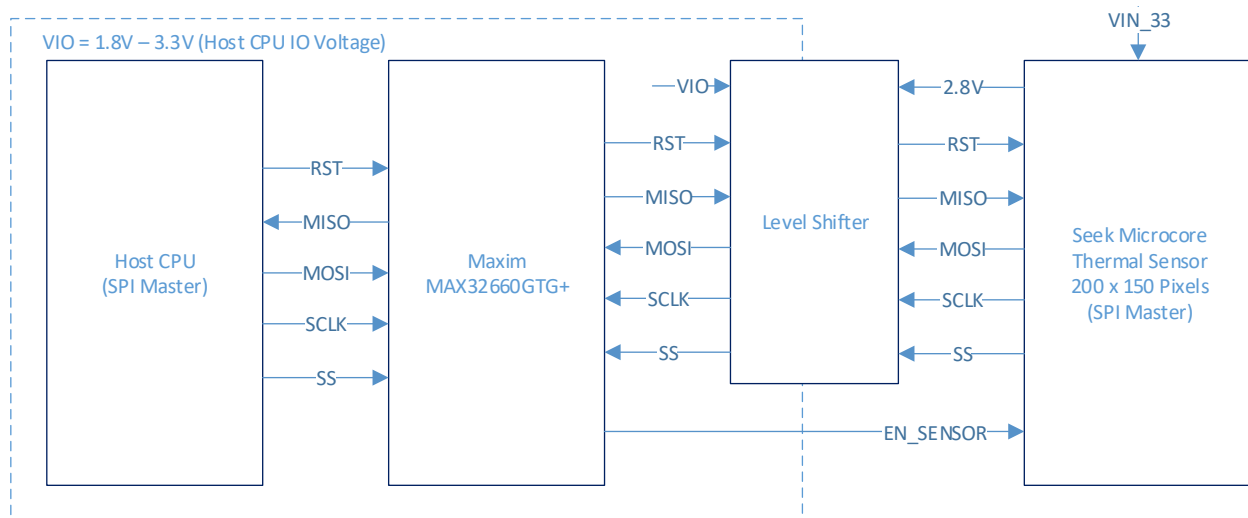 VIN_33
VIO = 1.8V – 3.3V (Host CPU IO Voltage)
Host CPU
(SPI Master)
RST
MISO
MOSI
SCLK
SS
Maxim
MAX32660GTG+
VIO
RST
MISO
MOSI
SCLK
SS
EN_SENSOR
Level Shifter
2.8V
RST
MISO
MOSI
SCLK
SS
Seek Microcore
Thermal Sensor
200 x 150 Pixels
(SPI Master)